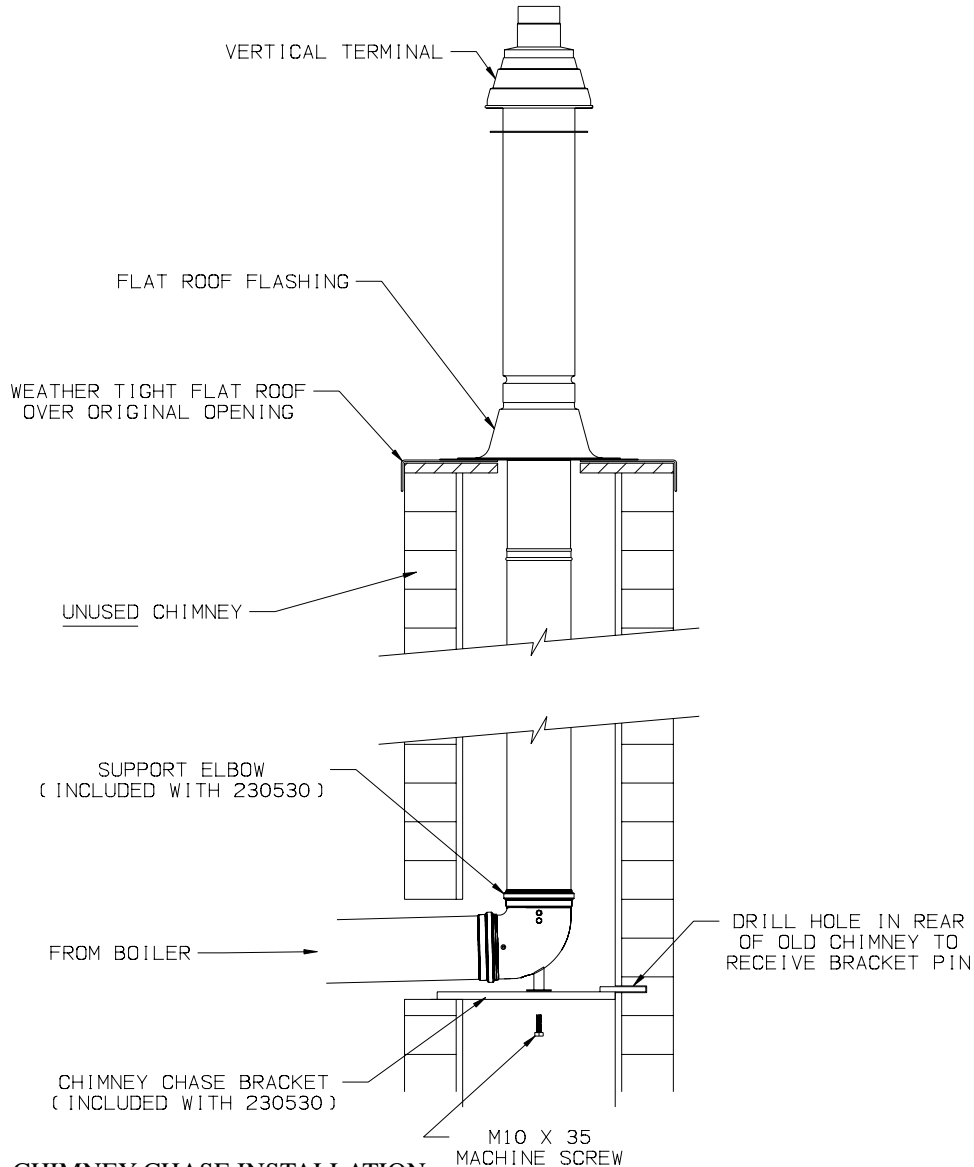 VERTICAL TERMINAL
FLAT ROOF FLASHING
WEATHER TIGHT FLAT ROOF
OVER ORIGINAL OPENING
UNUSED CHIMNEY
SUPPORT ELBOW
(INCLUDED WITH 230530)
DRILL HOLE IN REAR
OF OLD CHIMNEY TO
RECEIVE BRACKET PIN
FROM BOILER
CHIMNEY CHASE BRACKET
(INCLUDED WITH 230530)
M10 X 35
MACHINE SCREW
CHIMNEY CHASE INSTALLATION